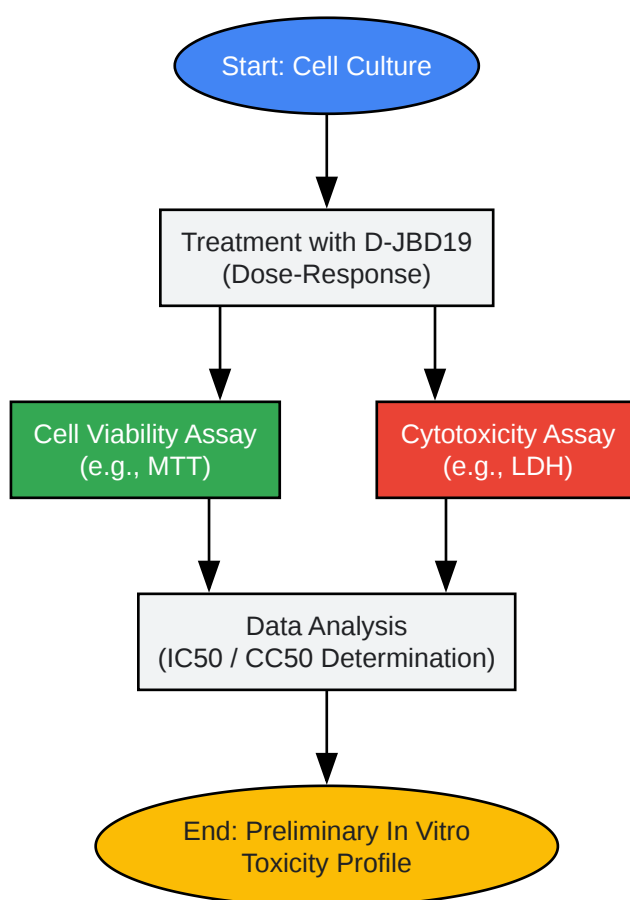 Start: Cell Culture
Treatment with D-JBD19
(Dose-Response)
Cell Viability Assay
(e.g., MTT)
Cytotoxicity Assay
(e.g., LDH)
Data Analysis
(IC50 / CC50 Determination)
End: Preliminary In Vitro
Toxicity Profile